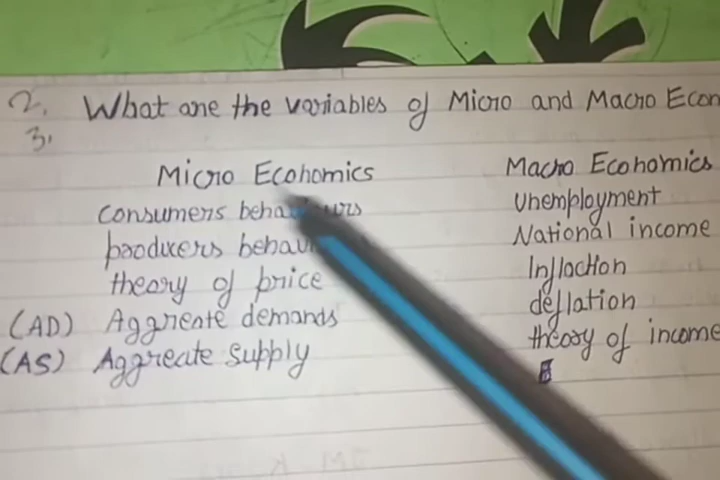 2. What are the variables of Micro and Macro Econ
3.
Micro Economics
consumers behaviours
producers behav
theory of price
(AD) Aggreate demands
(AS) Aggreate supply
Macro Economics
Unemployment
National income
Inflaction
deflation
theory of income